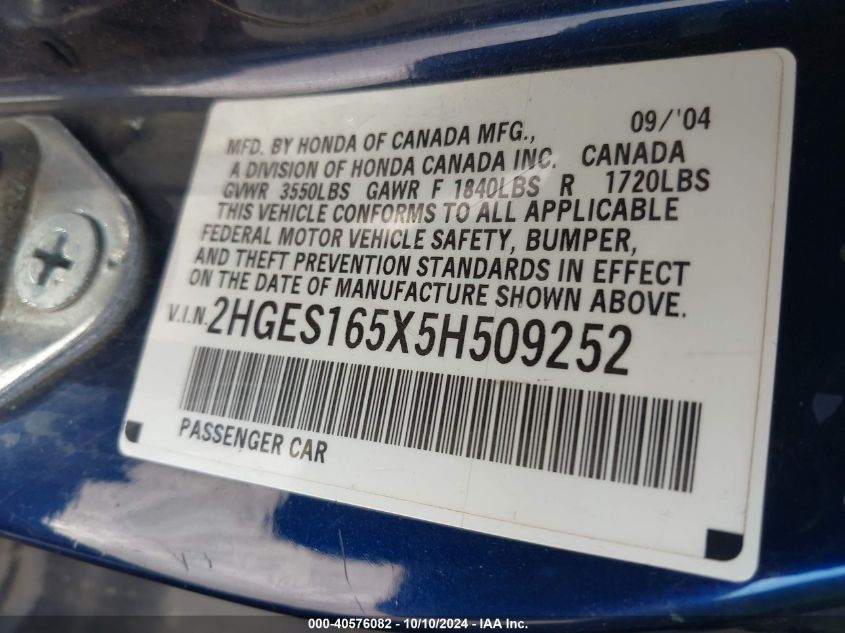 MFD. BY HONDA OF CANADA MFG., 09/'04
A DIVISION OF HONDA CANADA INC. CANADA
GVWR 3550LBS GAWR F 1840LBS R 1720LBS
THIS VEHICLE CONFORMS TO ALL APPLICABLE
FEDERAL MOTOR VEHICLE SAFETY, BUMPER,
AND THEFT PREVENTION STANDARDS IN EFFECT
ON THE DATE OF MANUFACTURE SHOWN ABOVE.
V.I.N. 2HGES165X5H509252
PASSENGER CAR
000-40576082 - 10/10/2024 - IAA Inc.